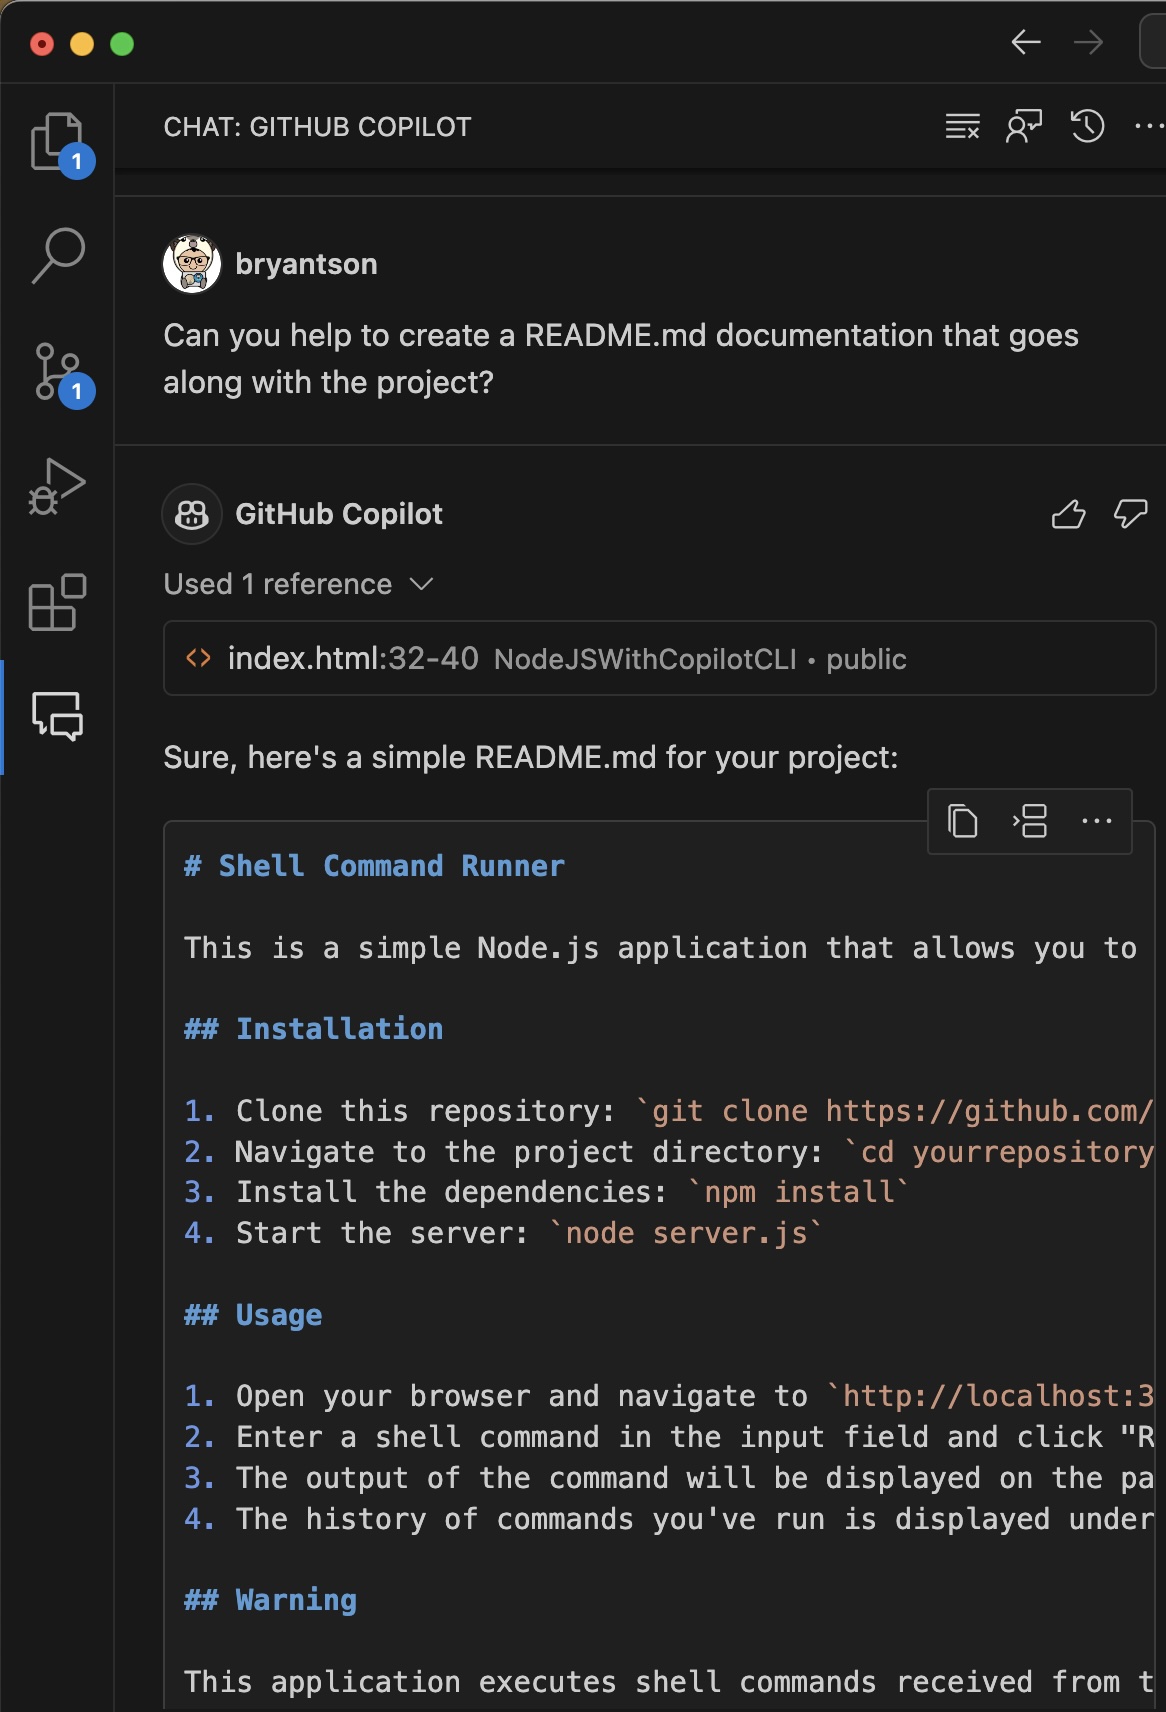 CHAT: GITHUB COPILOT
1
bryantson
Can you help to create a README.md documentation that goes
along with the project?
1
GitHub Copilot
Used 1 reference
<> index.html:32-40 NodeJSWithCopilotCLI • public
Sure, here's a simple README.md for your project:
# Shell Command Runner
This is a simple Node.js application that allows you to
## Installation
1. Clone this repository: `git clone https://github.com/
2. Navigate to the project directory: `cd yourrepository
3. Install the dependencies: `npm install`
4. Start the server: `node server.js`
## Usage
1. Open your browser and navigate to `http://localhost:3
2. Enter a shell command in the input field and click "R
3. The output of the command will be displayed on the pa
4. The history of commands you've run is displayed under
## Warning
This application executes shell commands received from t